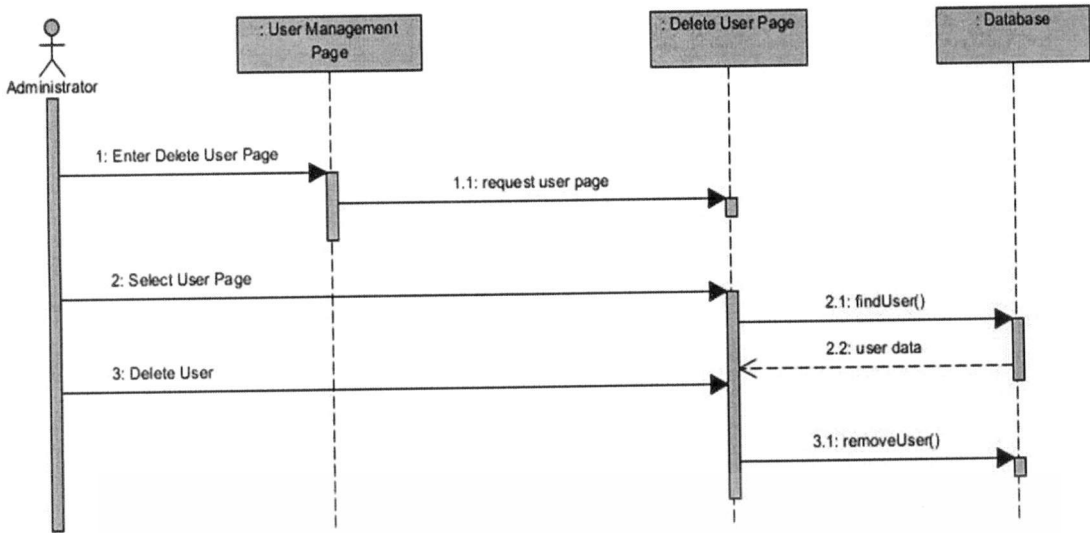 : User Management
Page
: Delete User Page
: Database
Administrator
1: Enter Delete User Page
1.1: request user page
2: Select User Page
2.1: findUser()
2.2: user data
3: Delete User
3.1: removeUser()